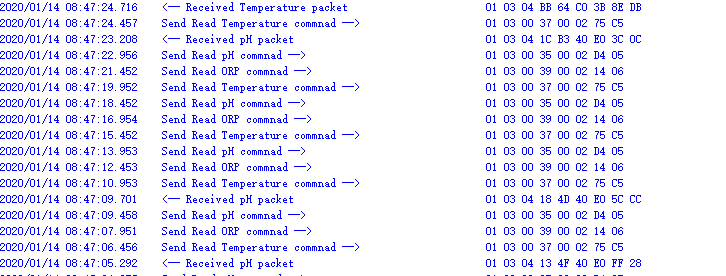 2020/01/14 08:47:24.716 <-- Received Temperature packet 01 03 04 BB 64 C0 3B 8E DB
2020/01/14 08:47:24.457 Send Read Temperature commnad --> 01 03 00 37 00 02 75 C5
2020/01/14 08:47:23.208 <-- Received pH packet 01 03 04 1C B3 40 E0 3C 0C
2020/01/14 08:47:22.956 Send Read pH commnad --> 01 03 00 35 00 02 D4 05
2020/01/14 08:47:21.452 Send Read ORP commnad --> 01 03 00 39 00 02 14 06
2020/01/14 08:47:19.952 Send Read Temperature commnad --> 01 03 00 37 00 02 75 C5
2020/01/14 08:47:18.452 Send Read pH commnad --> 01 03 00 35 00 02 D4 05
2020/01/14 08:47:16.954 Send Read ORP commnad --> 01 03 00 39 00 02 14 06
2020/01/14 08:47:15.452 Send Read Temperature commnad --> 01 03 00 37 00 02 75 C5
2020/01/14 08:47:13.953 Send Read pH commnad --> 01 03 00 35 00 02 D4 05
2020/01/14 08:47:12.453 Send Read ORP commnad --> 01 03 00 39 00 02 14 06
2020/01/14 08:47:10.953 Send Read Temperature commnad --> 01 03 00 37 00 02 75 C5
2020/01/14 08:47:09.701 <-- Received pH packet 01 03 04 18 4D 40 E0 5C CC
2020/01/14 08:47:09.458 Send Read pH commnad --> 01 03 00 35 00 02 D4 05
2020/01/14 08:47:07.951 Send Read ORP commnad --> 01 03 00 39 00 02 14 06
2020/01/14 08:47:06.456 Send Read Temperature commnad --> 01 03 00 37 00 02 75 C5
2020/01/14 08:47:05.292 <-- Received pH packet 01 03 04 13 4F 40 E0 FF 28